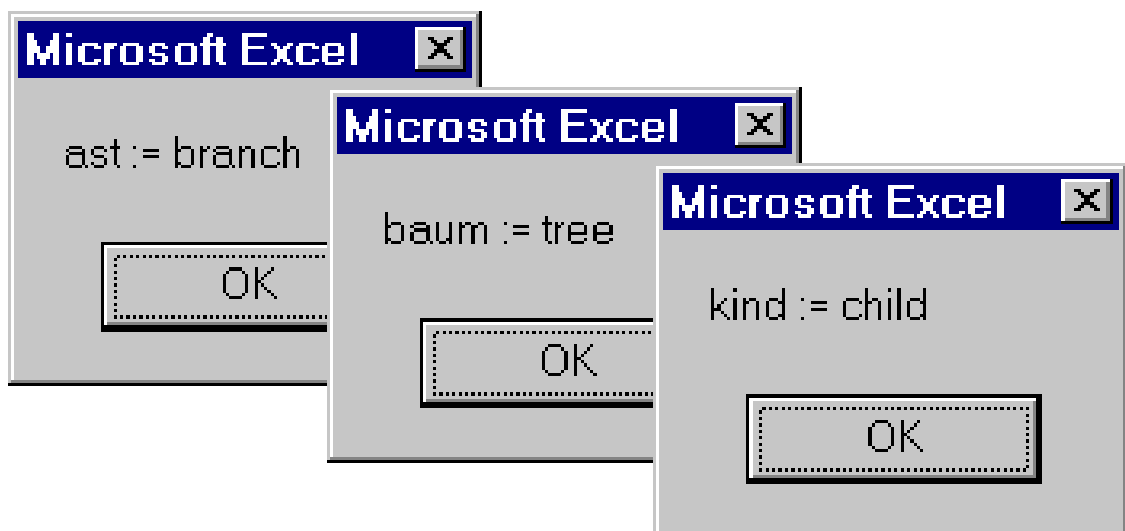 Microsoft Excel
ast := branch
OK
Microsoft Excel
baum := tree
OK
Microsoft Excel
kind := child
OK